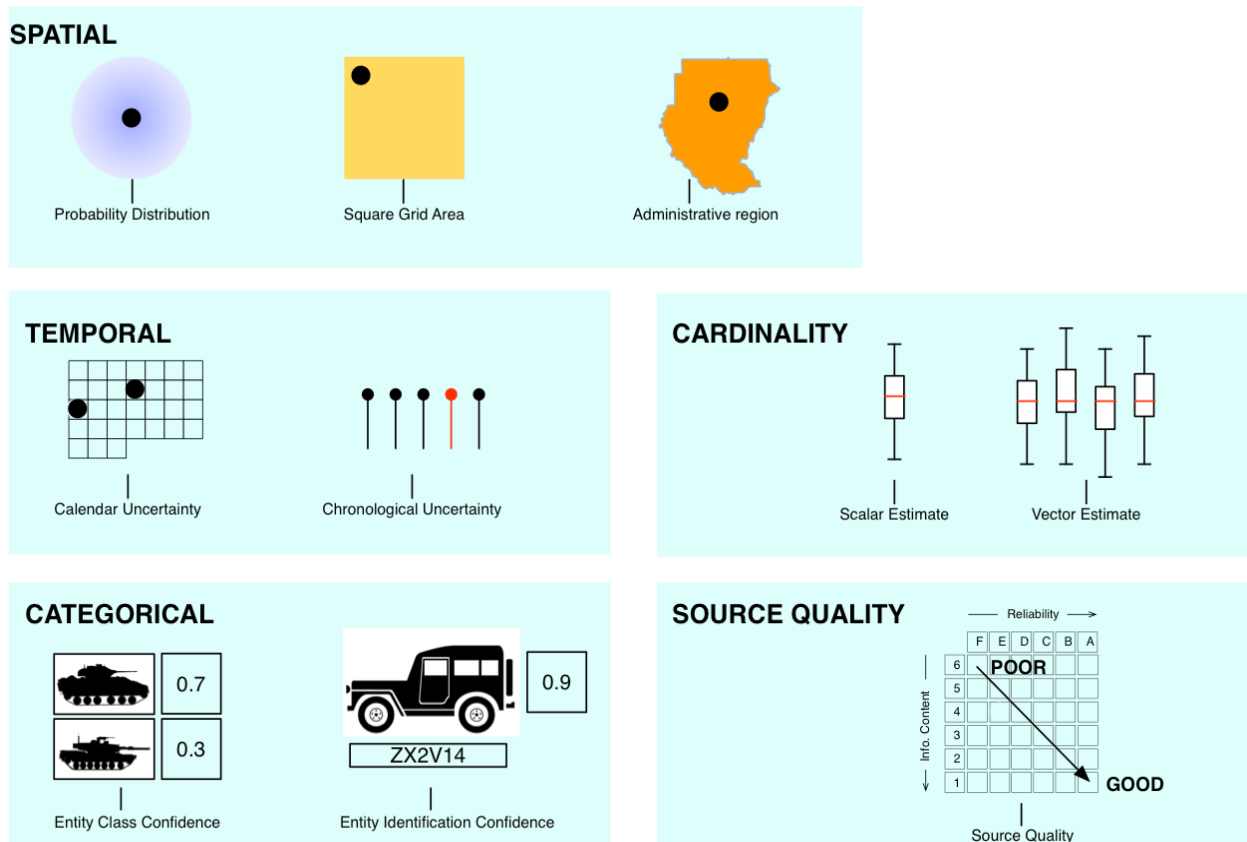 SPATIAL
Probability Distribution
Square Grid Area
Administrative region
TEMPORAL
Calendar Uncertainty
Chronological Uncertainty
CARDINALITY
Scalar Estimate
Vector Estimate
CATEGORICAL
0.7
0.3
Entity Class Confidence
0.9
ZX2V14
Entity Identification Confidence
SOURCE QUALITY
Reliability
F E D C B A
Info. Content
6 POOR
5
4
3
2
1 GOOD
Source Quality